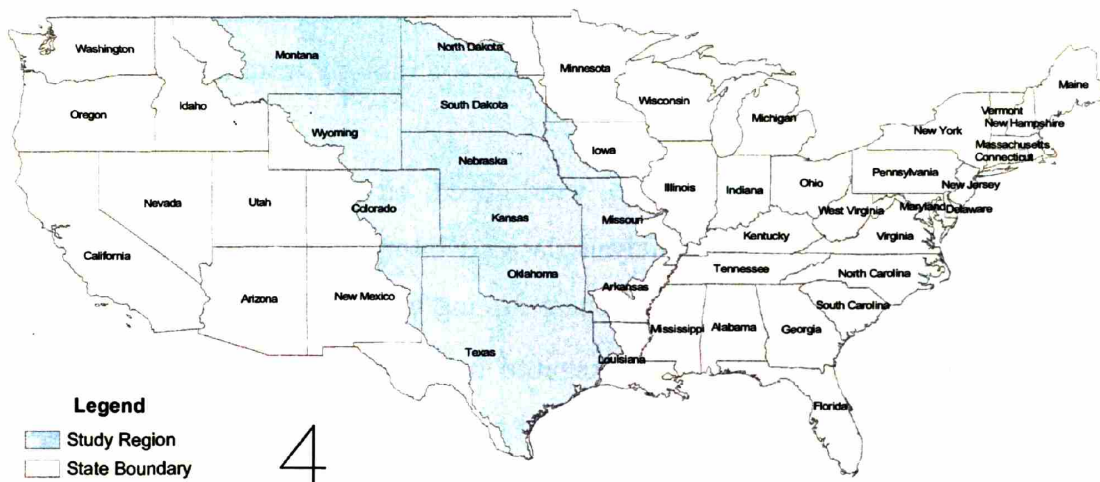 Washington
Montana
North Dakota
Minnesota
Maine
Oregon
Idaho
South Dakota
Wisconsin
Vermont
Michigan
New Hampshire
New York
Wyoming
Massachusetts
Iowa
Connecticut
Nebraska
Pennsylvania
Illinois
Indiana
Ohio
New Jersey
Nevada
Utah
Colorado
Kansas
Missouri
West Virginia
Maryland
Delaware
Kentucky
Virginia
California
Oklahoma
Tennessee
North Carolina
Arizona
New Mexico
Arkansas
South Carolina
Mississippi
Alabama
Georgia
Texas
Louisiana
Florida
Legend
Study Region
State Boundary